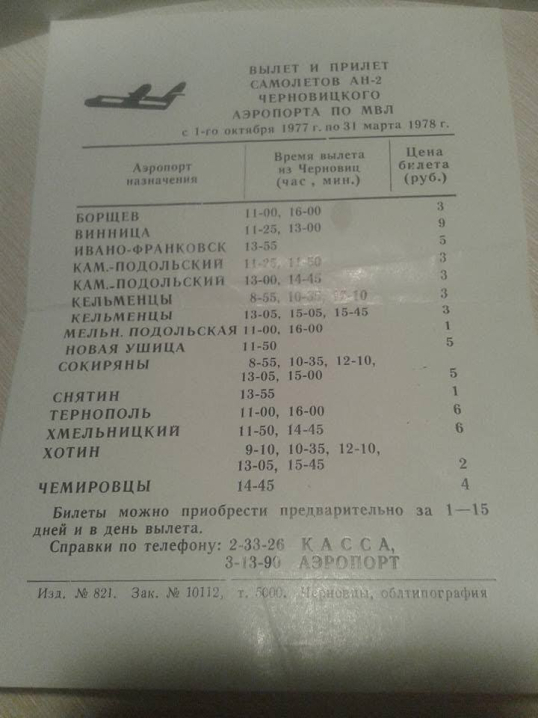 ВЫЛЕТ И ПРИЛЕТ
САМОЛЕТОВ АН-2
ЧЕРНОВИЦКОГО
АЭРОПОРТА ПО МВЛ
с 1-го октября 1977 г. по 31 марта 1978 г.
Аэропорт назначения Время вылета из Черновиц (час, мин.) Цена билета (руб.)
БОРЩЕВ 11-00, 16-00 3
ВИННИЦА 11-25, 13-00 9
ИВАНО-ФРАНКОВСК 13-55 5
КАМ.-ПОДОЛЬСКИЙ 11-25, 3
КАМ.-ПОДОЛЬСКИЙ 13-00, 14-45 3
КЕЛЬМЕНЦЫ 8-55, 10-35, 3
КЕЛЬМЕНЦЫ 13-05, 15-05, 15-45 3
МЕЛЬН. ПОДОЛЬСКАЯ 11-00, 16-00 1
НОВАЯ УШИЦА 11-50 5
СОКИРЯНЫ 8-55, 10-35, 12-10,
13-05, 15-00 5
СНЯТИН 13-55 1
ТЕРНОПОЛЬ 11-00, 16-00 6
ХМЕЛЬНИЦКИЙ 11-50, 14-45 6
ХОТИН 9-10, 10-35, 12-10,
13-05, 15-45 2
ЧЕМИРОВЦЫ 14-45 4
Билеты можно приобрести предварительно за 1—15
дней и в день вылета.
Справки по телефону: 2-33-26 КАССА,
3-13-90 АЭРОПОРТ
Изд. № 821. Зак. № 10112, т. 5000. Черновцы, облтипография